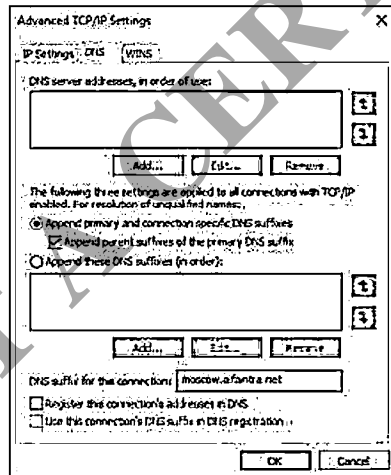 Advanced TCP/IP Settings
IP Settings DNS WINS
DNS server addresses, in order of use:
Add... Edit... Remove
The following three settings are applied to all connections with TCP/IP
enabled. For resolution of unqualified names:
Append primary and connection specific DNS suffixes
Append parent suffixes of the primary DNS suffix
Append these DNS suffixes (in order):
Add... Edit... Remove
DNS suffix for this connection:
Register this connection's addresses in DNS
Use this connection's DNS suffix in DNS registration
OK Cancel